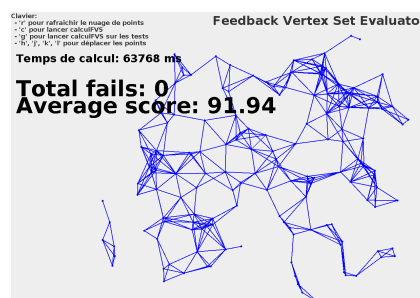 Clavier:
- 'r' pour rafraichir le nuage de points
- 'c' pour lancer calculFVS
- 'g' pour lancer calculFVS sur les tests
- 'h', 'j', 'k', 'l' pour déplacer les points
Feedback Vertex Set Evaluato
Temps de calcul: 63768 ms
Total fails: 0
Average score: 91.94